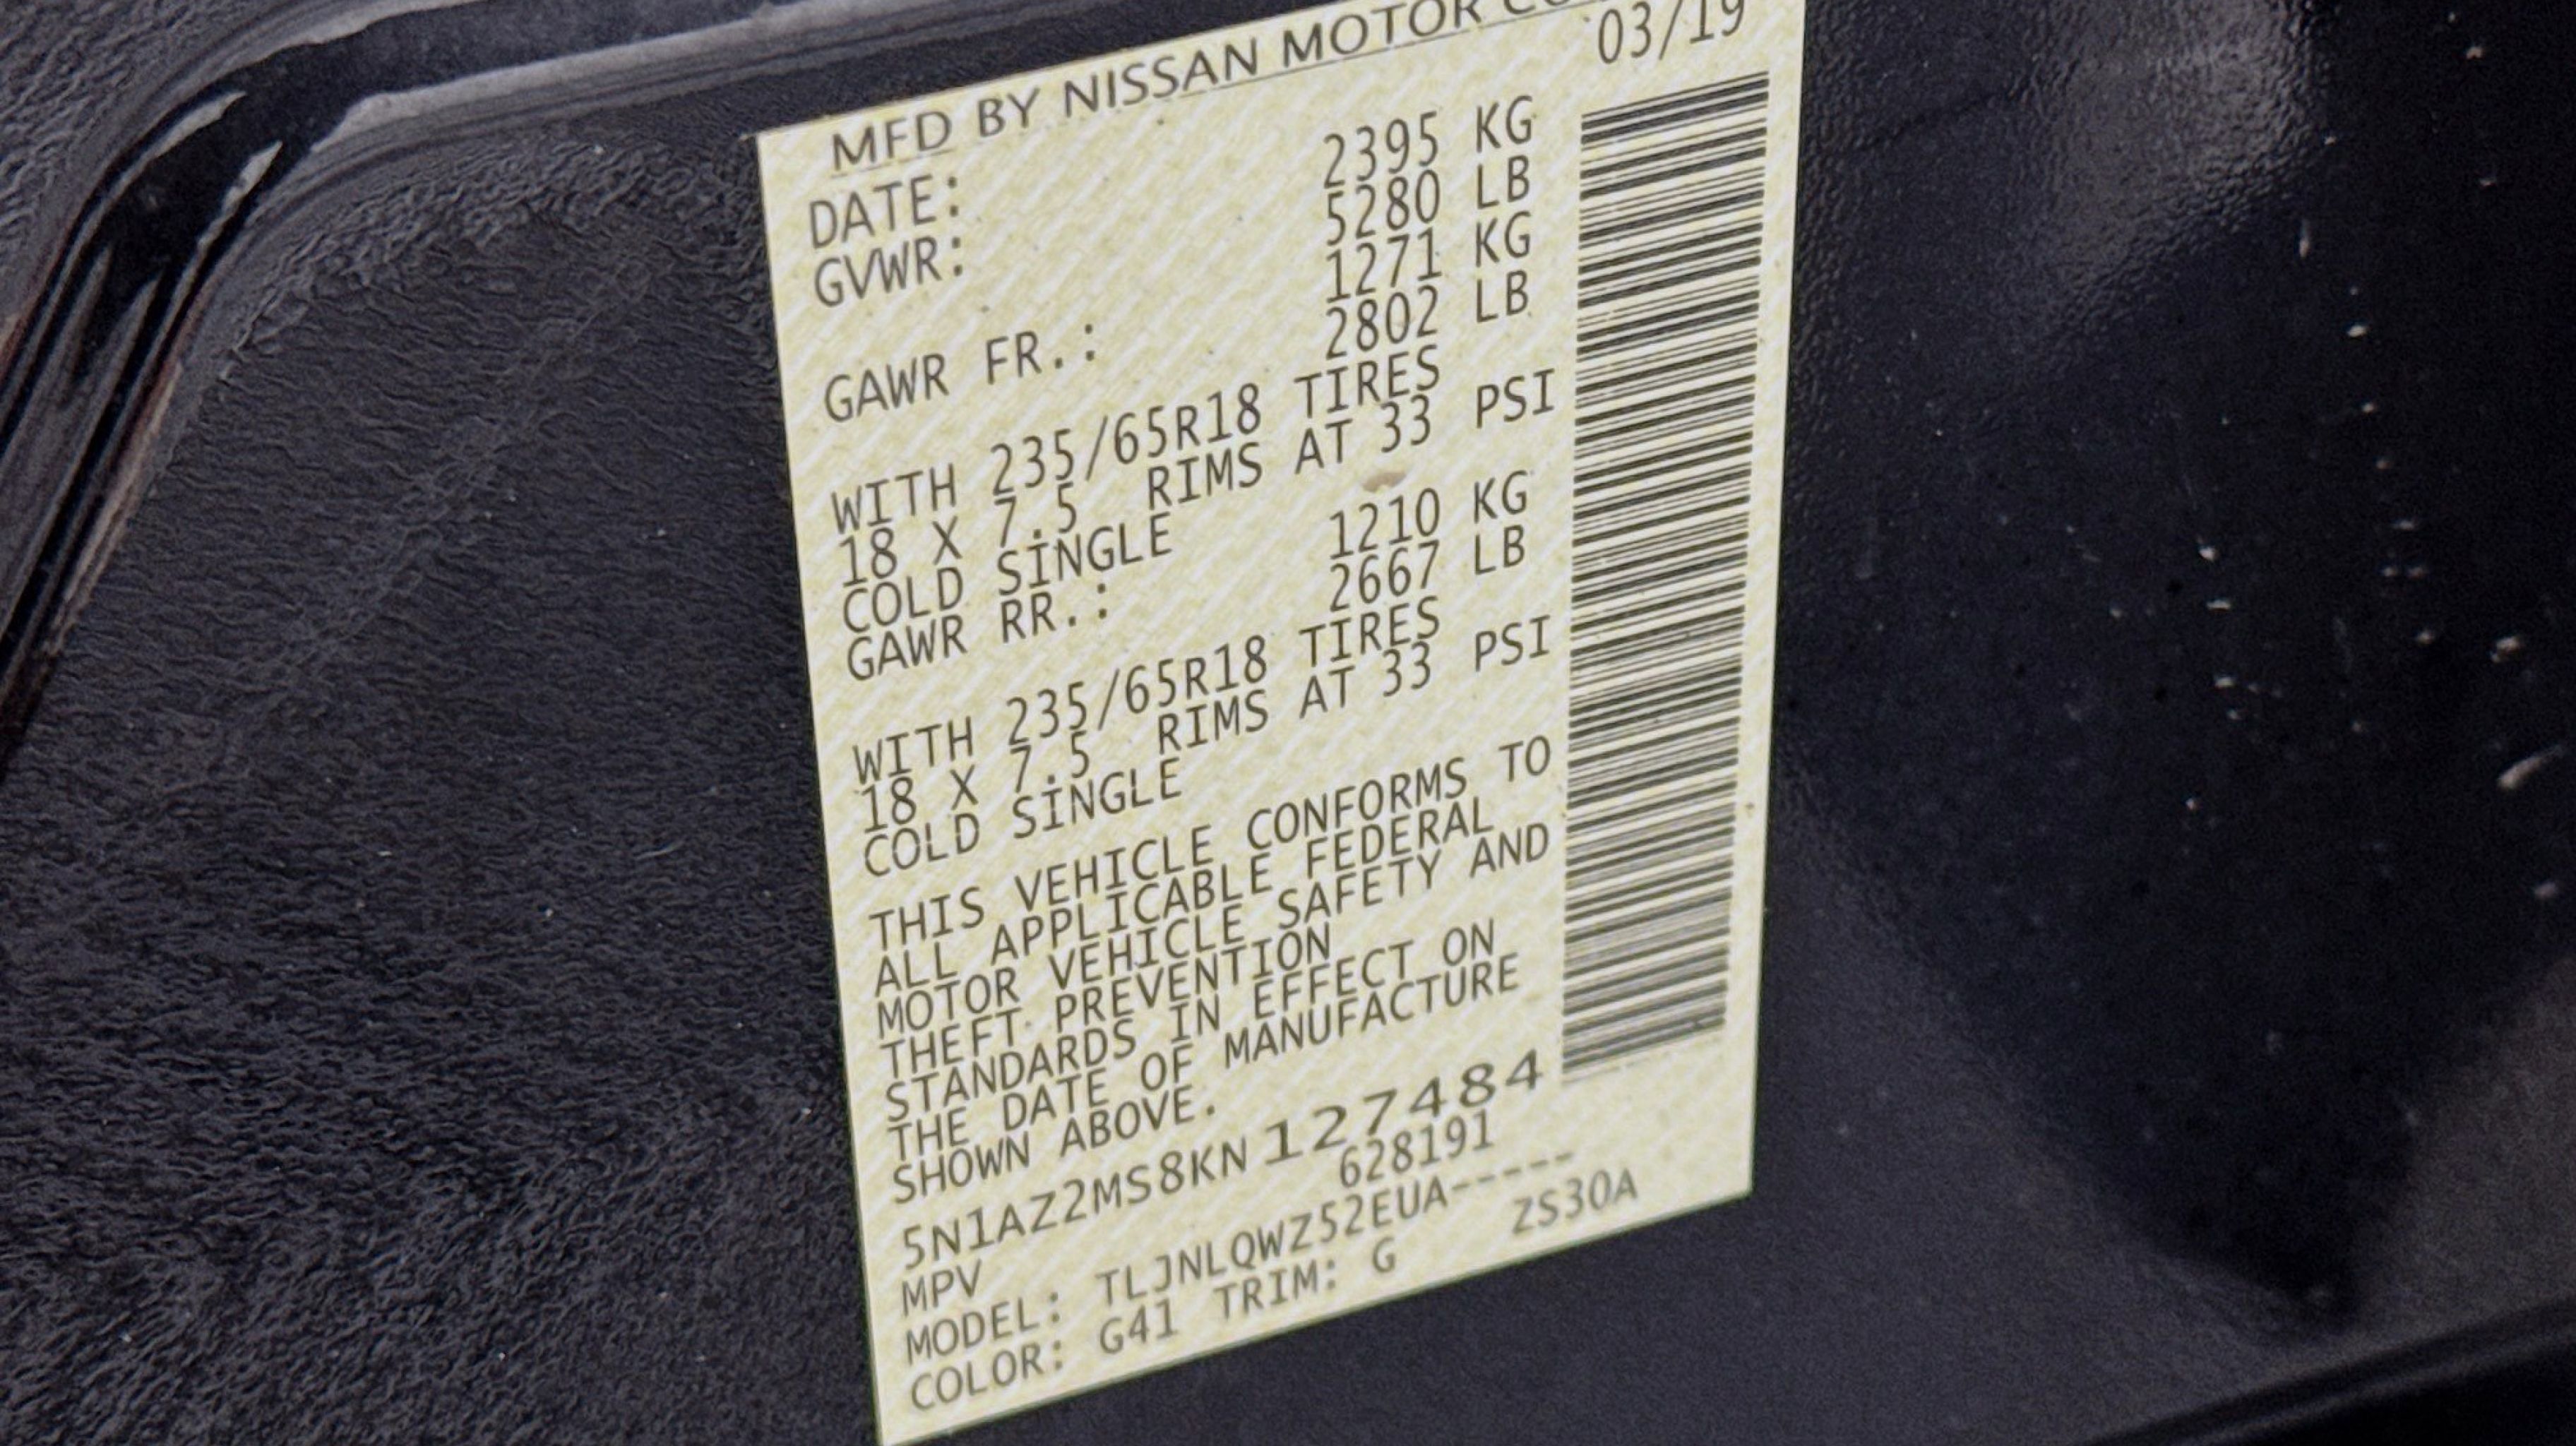 MFD BY NISSAN MOTOR CO
DATE: 03/19
GVWR: 2395 KG
5280 LB
GAWR FR.: 1271 KG
2802 LB
WITH 235/65R18 TIRES
18 X 7.5 RIMS AT 33 PSI
COLD SINGLE
GAWR RR.: 1210 KG
2667 LB
WITH 235/65R18 TIRES
18 X 7.5 RIMS AT 33 PSI
COLD SINGLE
THIS VEHICLE CONFORMS TO
ALL APPLICABLE FEDERAL
MOTOR VEHICLE SAFETY AND
THEFT PREVENTION
STANDARDS IN EFFECT ON
THE DATE OF MANUFACTURE
SHOWN ABOVE.
5N1AZ2MS8KN127484
MPV 628191
MODEL: TLJNLQWZ52EUA-----
COLOR: G41 TRIM: G ZS30A